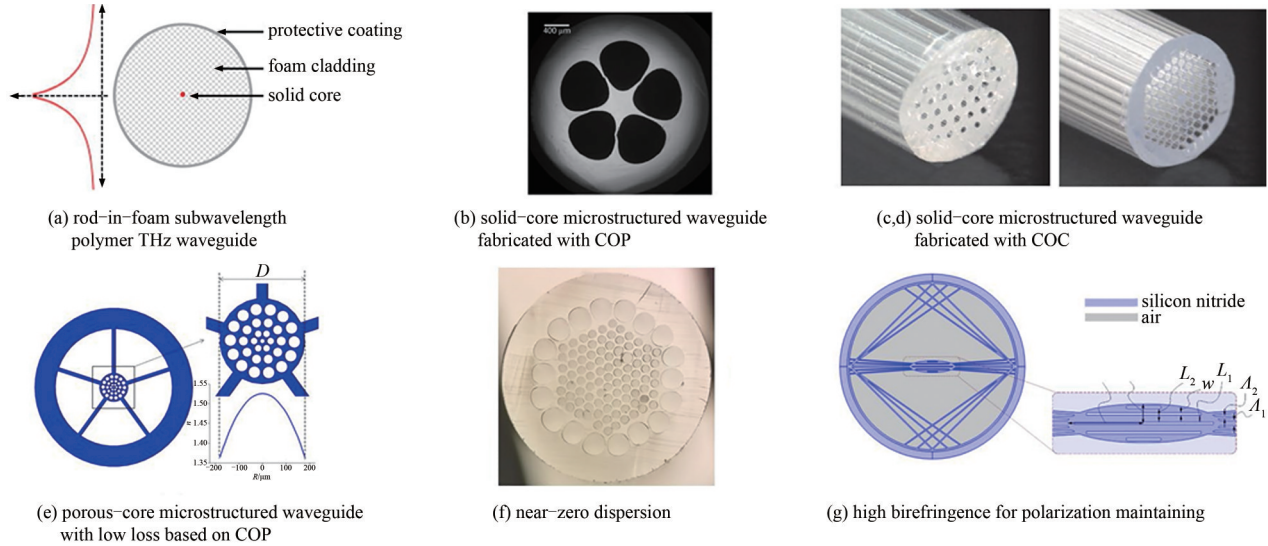 protective coating
foam cladding
solid core
(a) rod-in-foam subwavelength
polymer THz waveguide
400 μm
(b) solid-core microstructured waveguide
fabricated with COP
(c,d) solid-core microstructured waveguide
fabricated with COC
D
1.55
1.50
1.45
n
1.40
1.35
-200 -100 0 100 200
R/μm
(e) porous-core microstructured waveguide
with low loss based on COP
(f) near-zero dispersion
silicon nitride
air
L2 w L1 Λ2
Λ1
(g) high birefringence for polarization maintaining